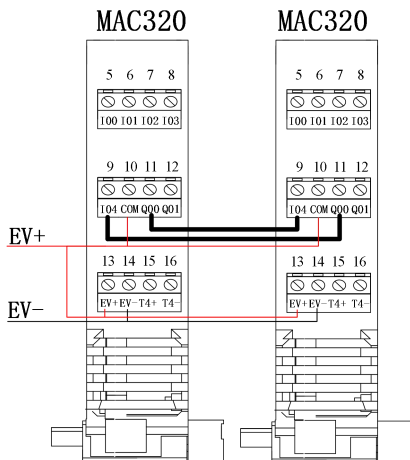 MAC320 MAC320
5 6 7 8 5 6 7 8
I00 I01 I02 I03 I00 I01 I02 I03
9 10 11 12 9 10 11 12
I04 COM Q00 Q01 I04 COM Q00 Q01
EV+
13 14 15 16 13 14 15 16
EV+ EV- T4+ T4- EV+ EV- T4+ T4-
EV-